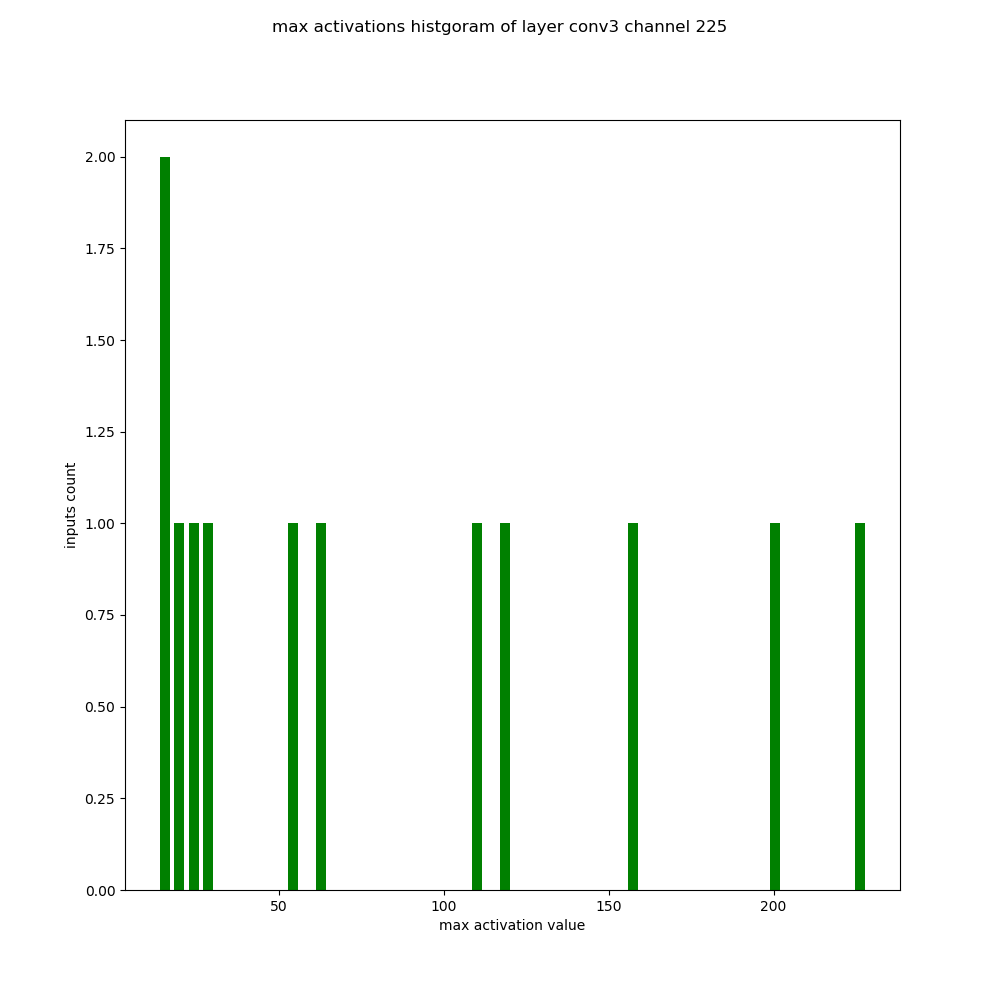 max activations histgoram of layer conv3 channel 225
2.00
1.75
1.50
1.25
1.00
0.75
0.50
0.25
0.00
inputs count
50 100 150 200
max activation value